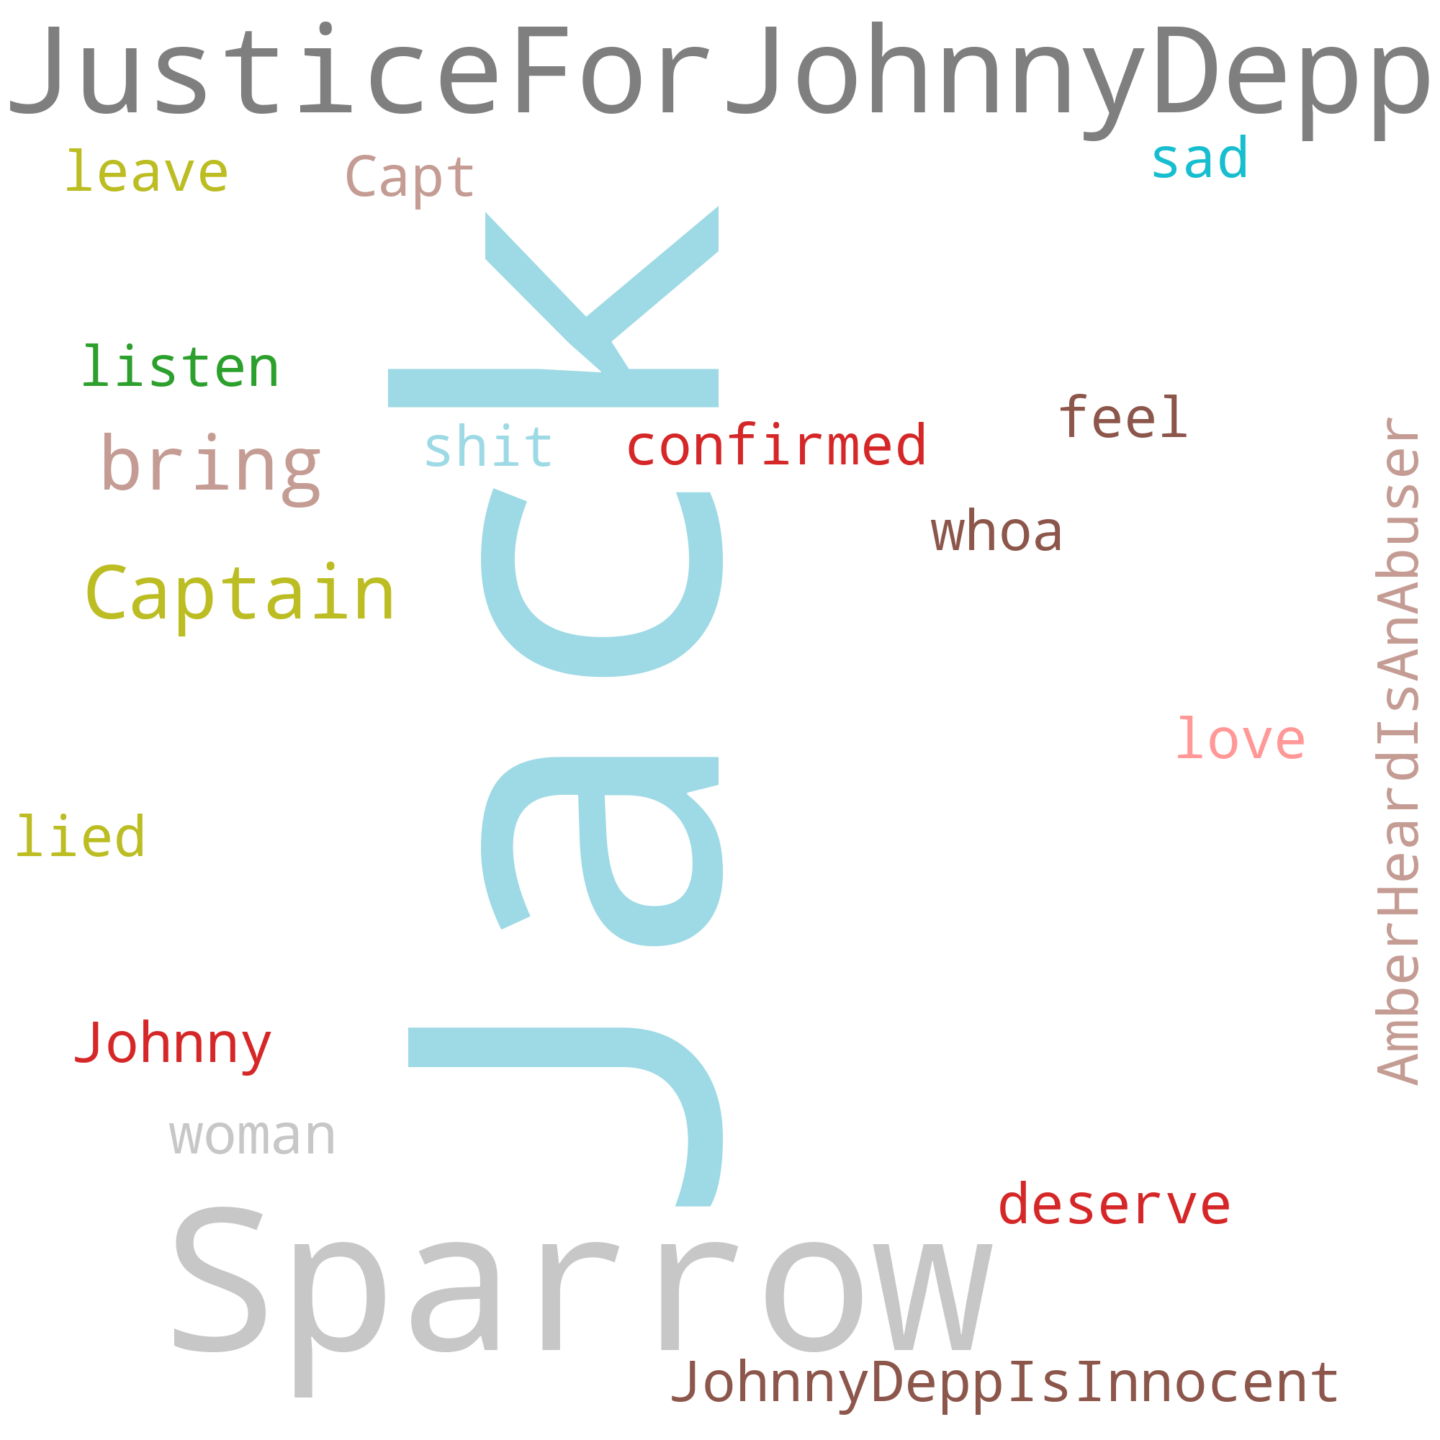 JusticeForJohnnyDepp
leave
Capt
sad
Jack
listen
feel
bring
shit
confirmed
whoa
Captain
AmberHeardIsAnAbuser
love
lied
Johnny
woman
deserve
Sparrow
JohnnyDeppIsInnocent